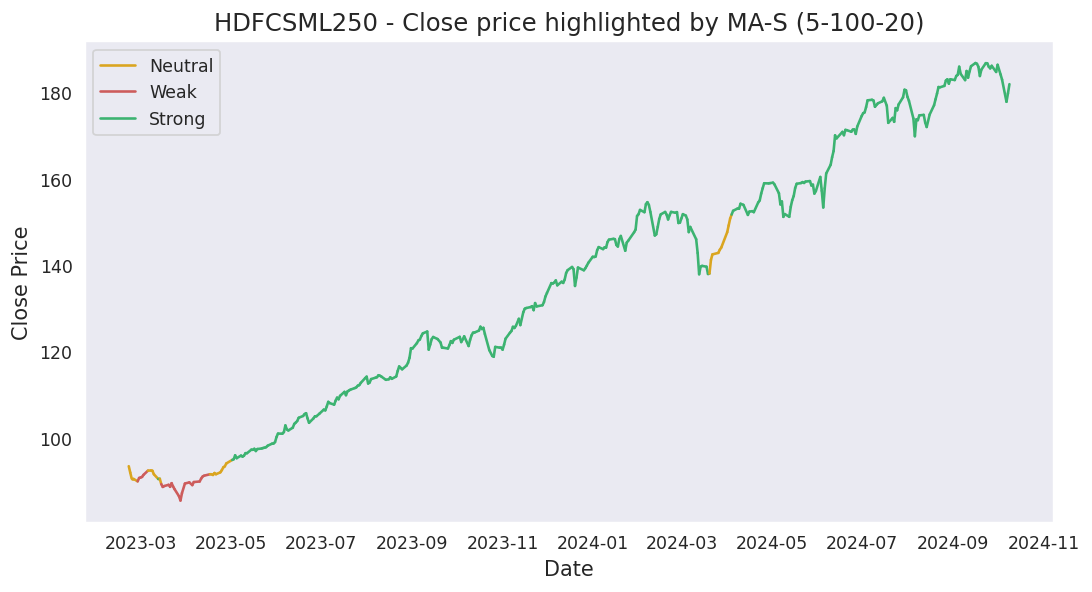 HDFCSML250 - Close price highlighted by MA-S (5-100-20)
Neutral
Weak
Strong
Close Price
180
160
140
120
100
2023-03 2023-05 2023-07 2023-09 2023-11 2024-01 2024-03 2024-05 2024-07 2024-09 2024-11
Date